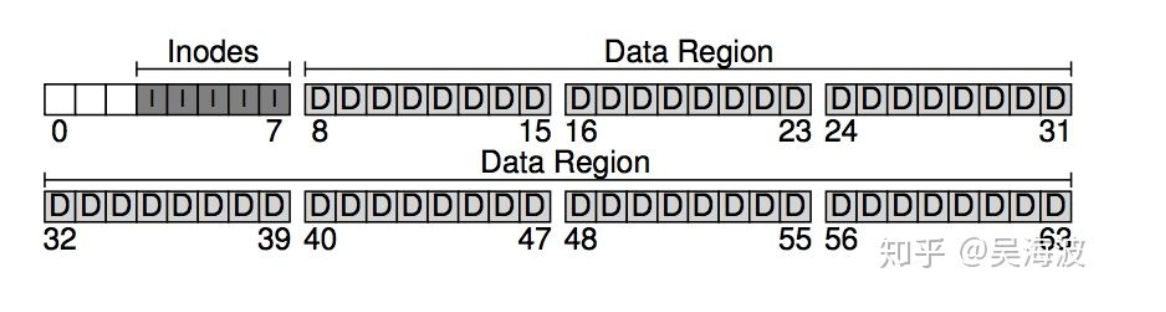 Inodes Data Region
I I I I I D D D D D D D D D D D D D D D D D D D D D D D D
0 7 8 15 16 23 24 31
Data Region
D D D D D D D D D D D D D D D D D D D D D D D D D D D D D D D D
32 39 40 47 48 55 56 63
知乎 @吴海波